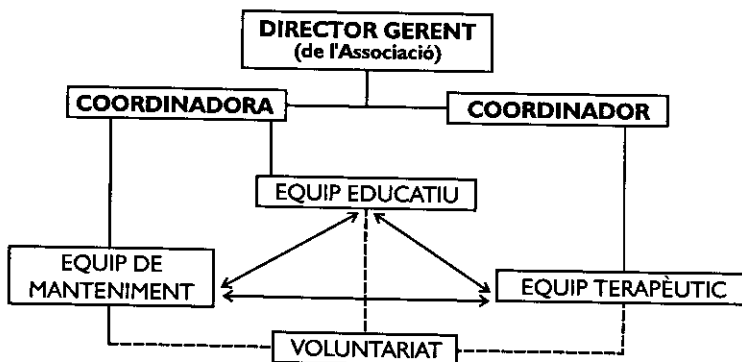 DIRECTOR GERENT
(de l'Associació)
COORDINADORA
COORDINADOR
EQUIP EDUCATIU
EQUIP DE
MANTENIMENT
EQUIP TERAPÈUTIC
VOLUNTARIAT